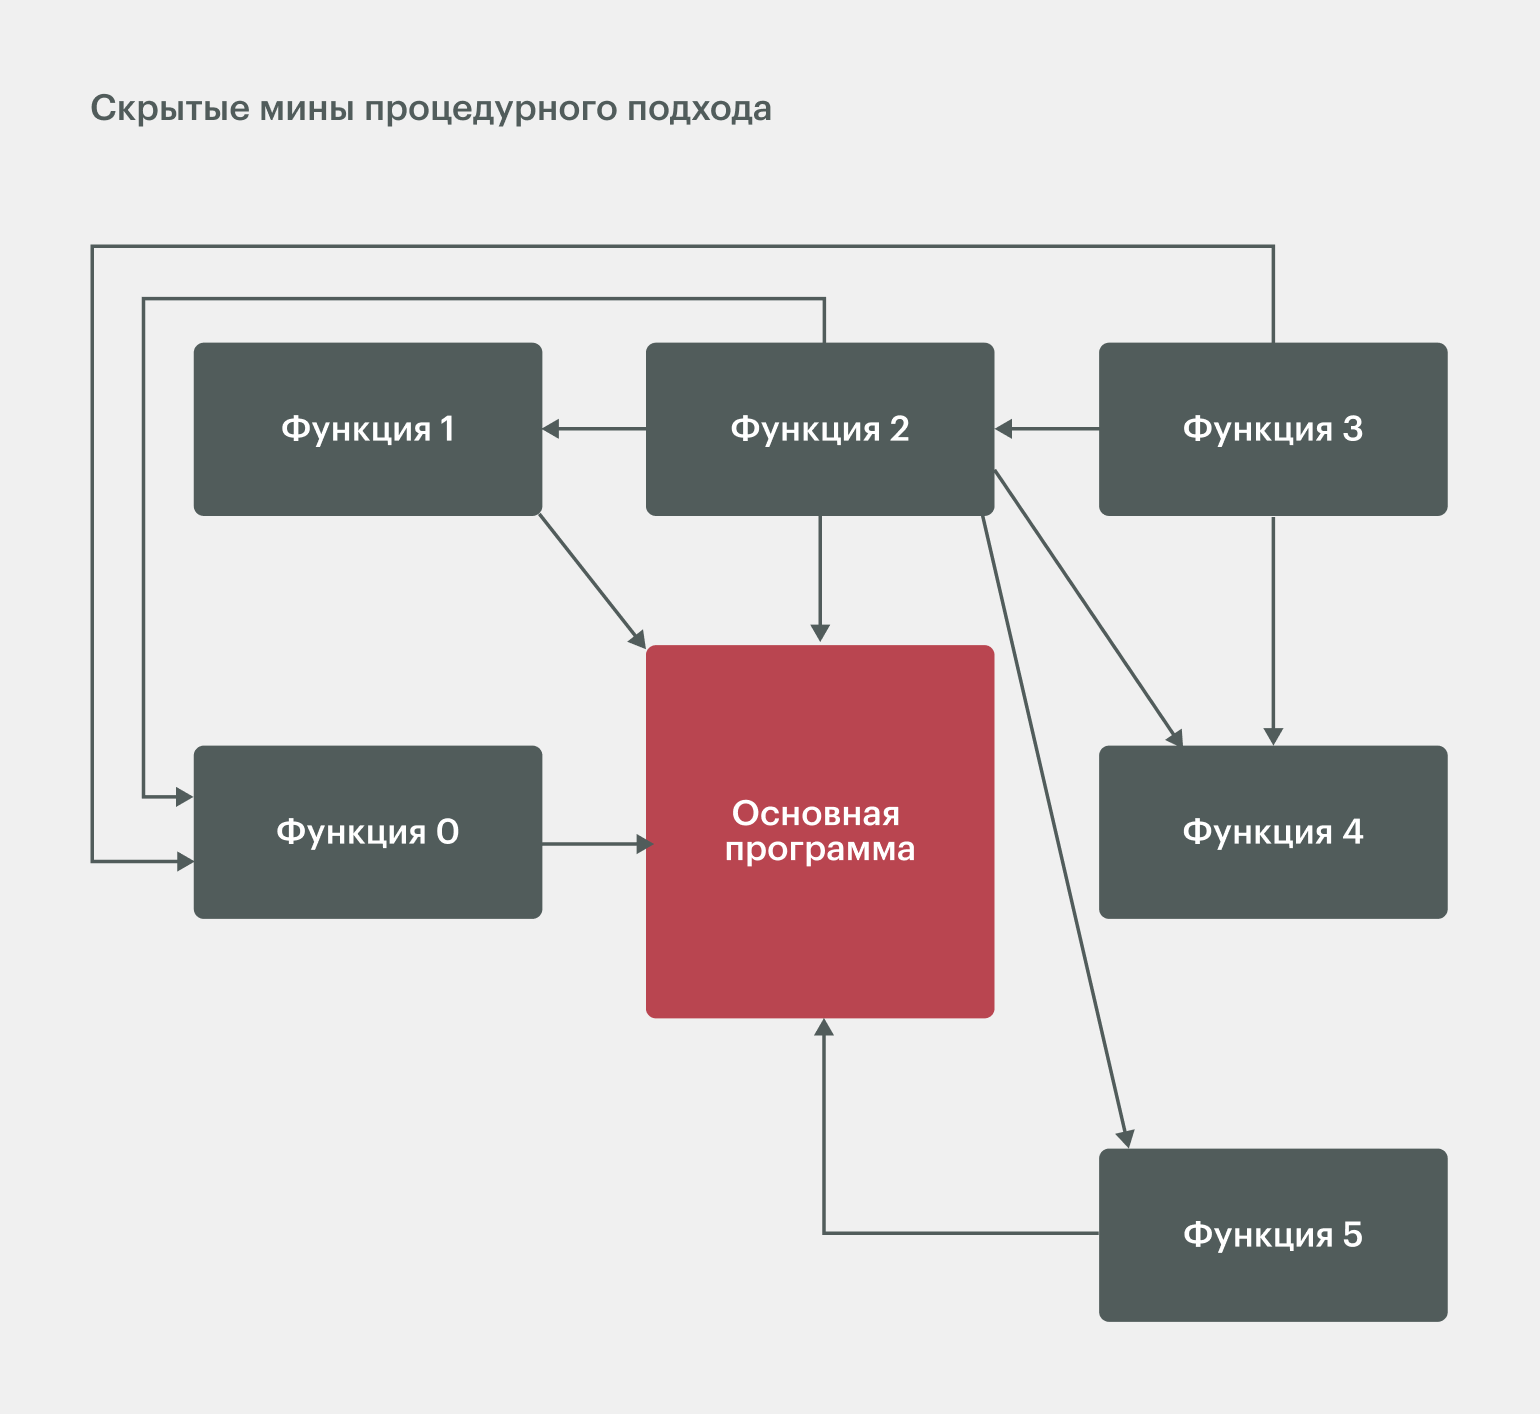 Скрытые мины процедурного подхода
Функция 1
Функция 2
Функция 3
Функция 0
Основная
программа
Функция 4
Функция 5